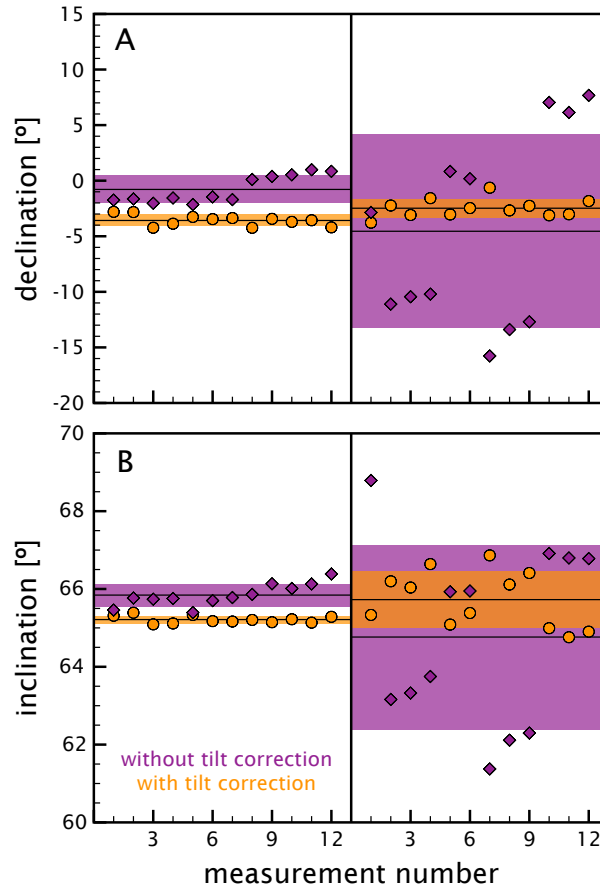 A
15
10
5
0
-5
-10
-15
-20
declination [º]
B
70
68
66
64
62
60
inclination [º]
without tilt correction
with tilt correction
3 6 9 12 3 6 9 12
measurement number